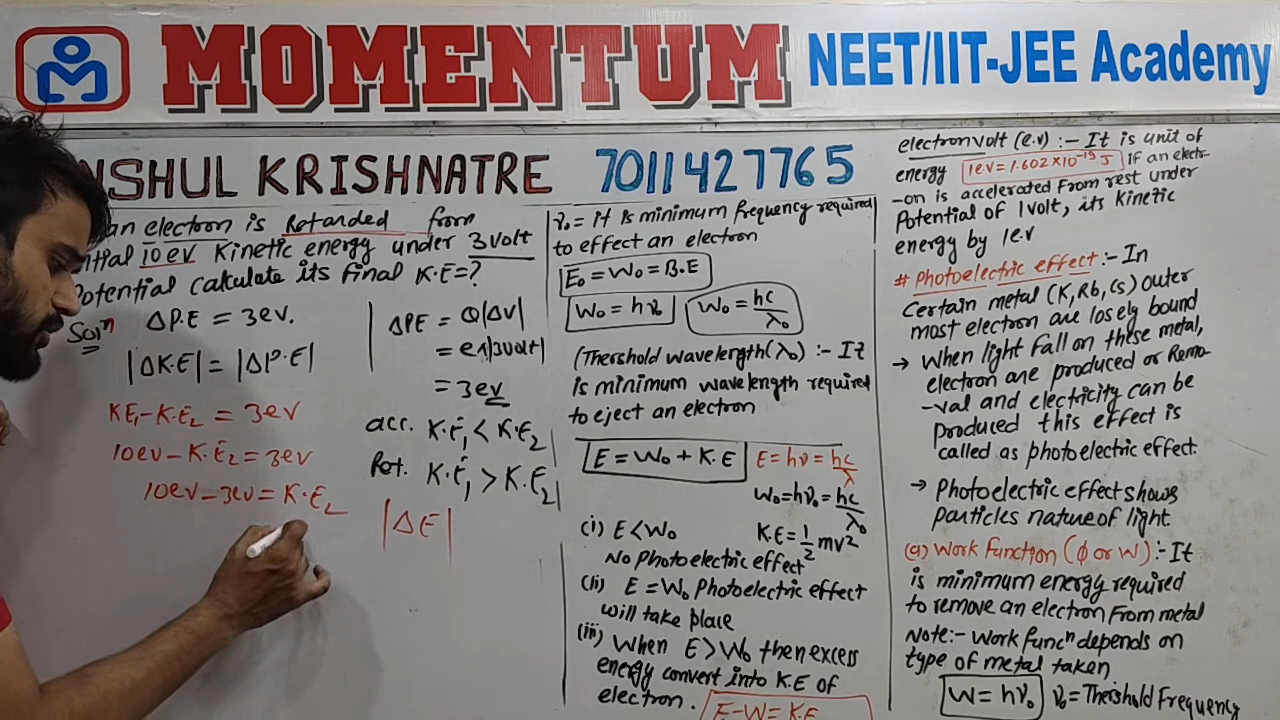 MOMENTUM NEET/IIT-JEE Academy
NSHUL KRISHNATRE 7011427765
an electron is Retarded from
ntial 10ev Kinetic energy under 3volt
Potential calculate its final K.E=?
Solⁿ
ΔP.E = 3ev.
|ΔK.E| = |ΔP.E|
KE₁-K.E₂ = 3ev
10ev - K.E₂ = 3ev
10ev - 3ev = K.E₂
ΔPE = Q|ΔV|
= e×|3volt|
= 3ev
acc. K.E₁ < K.E₂
Ret. K.E₁ > K.E₂
|ΔE|
ν₀ = it is minimum frequency required
to effect an electron
E₀ = W₀ = B.E
W₀ = hν₀
W₀ = hc/λ₀
(Thershold wavelength(λ₀) :- It
is minimum wavelength required
to eject an electron
E = W₀ + K.E
E = hν = hc/λ
W₀ = hν₀ = hc/λ₀
K.E = 1/2 mv²
(i) E < W₀
No Photoelectric effect
(ii) E = W₀ Photoelectric effect
will take place
(iii) When E > W₀ then excess
energy convert into K.E of
electron.
E-W = K.E
electronvolt (e.v) :- It is unit of
energy 1e.v = 1.602×10⁻¹⁹ J if an electr-
-on is accelerated from rest under
Potential of 1 volt, its kinetic
energy by 1e.v
# Photoelectric effect :- In
Certain metal (K, Rb, Cs) outer
most electron are losely bound
→ When light fall on these metal,
electron are produced or Remo-
-val and electricity can be
Produced this effect is
called as photoelectric effect.
→ Photoelectric effect shows
particles nature of light.
(a) Work function (φ or W) :- It
is minimum energy required
to remove an electron from metal
Note:- Work funcⁿ depends on
type of metal taken
W = hν₀ ν₀ = Thershold Frequency